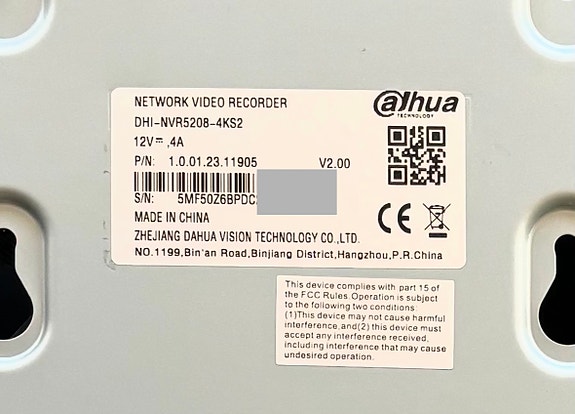 NETWORK VIDEO RECORDER
DHI-NVR5208-4KS2
12V⎓,4A
P/N: 1.0.01.23.11905 V2.00
S/N: 5MF50Z6BPDC
MADE IN CHINA
ZHEJIANG DAHUA VISION TECHNOLOGY CO.,LTD.
NO.1199,Bin'an Road,Binjiang District,Hangzhou,P.R.China
alhua
TECHNOLOGY
CE
This device complies with part 15 of
the FCC Rules.Operation is subject
to the following two conditions:
(1)This device may not cause harmful
interference,and(2) this device must
accept any interference received,
including interference that may cause
undesired operation.